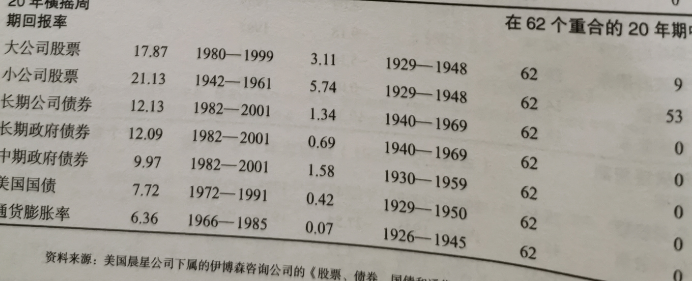 0
20 年横摇周
期回报率 在 62 个重合的 20 年期
大公司股票 17.87 1980—1999 3.11 1929—1948 62 9
小公司股票 21.13 1942—1961 5.74 1929—1948 62 53
长期公司债券 12.13 1982—2001 1.34 1940—1969 62 0
长期政府债券 12.09 1982—2001 0.69 1940—1969 62 0
中期政府债券 9.97 1982—2001 1.58 1930—1959 62 0
美国国债 7.72 1972—1991 0.42 1929—1950 62 0
通货膨胀率 6.36 1966—1985 0.07 1926—1945 62 0
资料来源：美国晨星公司下属的伊博森咨询公司的《股票、债券、国债和